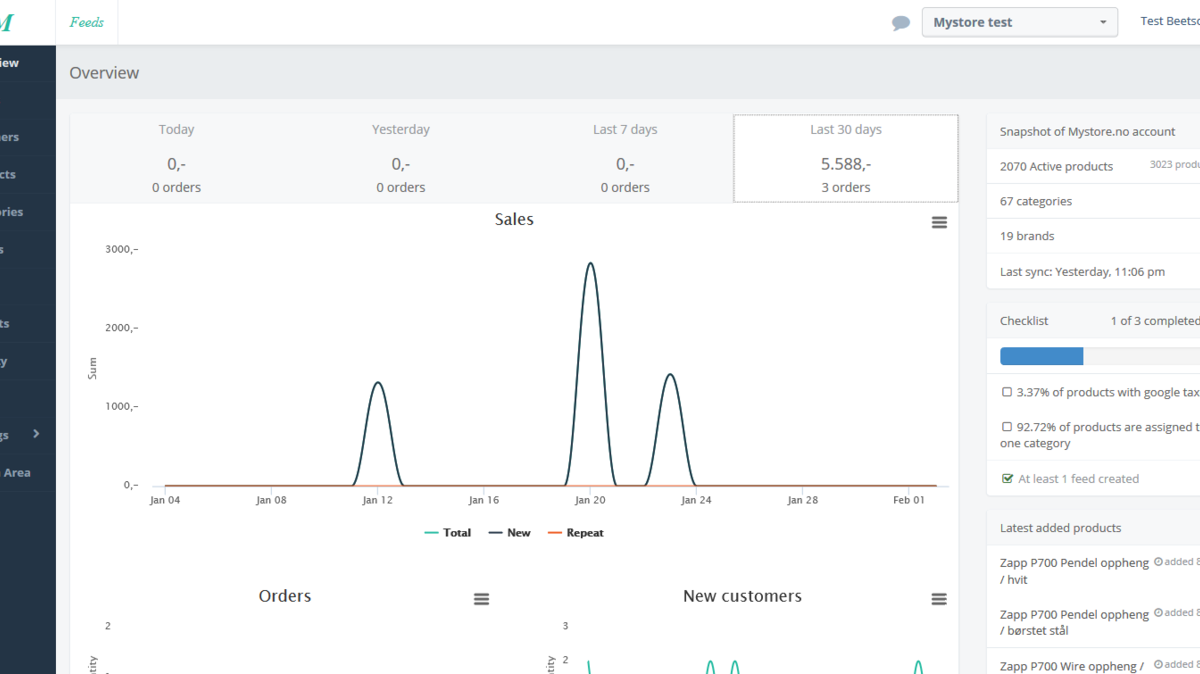 M
Feeds
Mystore test
Test Beetsc
iew
Overview
ers
cts
ries
s
ts
y
gs
Area
Today
0,-
0 orders
Yesterday
0,-
0 orders
Last 7 days
0,-
0 orders
Last 30 days
5.588,-
3 orders
Sales
3000,-
2000,-
1000,-
0,-
Sum
Jan 04
Jan 08
Jan 12
Jan 16
Jan 20
Jan 24
Jan 28
Feb 01
Total
New
Repeat
Orders
2
ntity
New customers
3
2
ntity
Snapshot of Mystore.no account
2070 Active products
3023 produ
67 categories
19 brands
Last sync: Yesterday, 11:06 pm
Checklist
1 of 3 completed
3.37% of products with google tax
92.72% of products are assigned t
one category
At least 1 feed created
Latest added products
Zapp P700 Pendel oppheng added 8
/ hvit
Zapp P700 Pendel oppheng added 8
/ børstet stål
Zapp P700 Wire oppheng / added 8